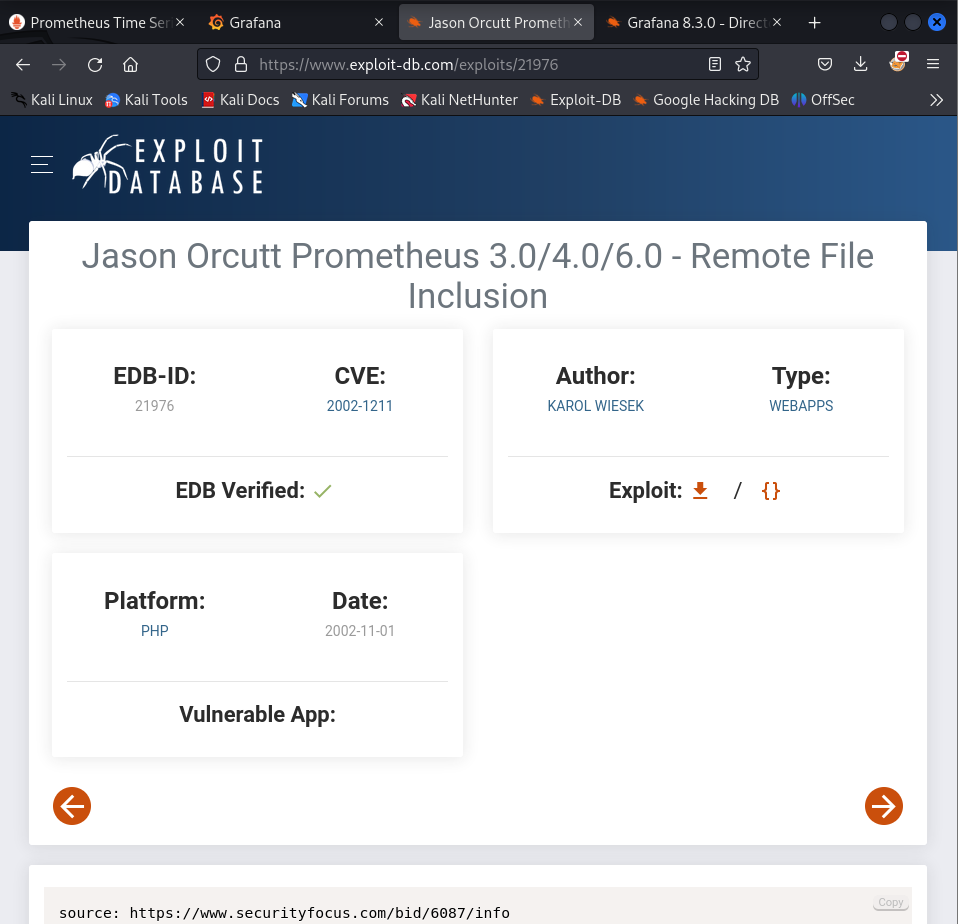 Prometheus Time Ser
Grafana
Jason Orcutt Prometh
Grafana 8.3.0 - Direct
https://www.exploit-db.com/exploits/21976
Kali Linux
Kali Tools
Kali Docs
Kali Forums
Kali NetHunter
Exploit-DB
Google Hacking DB
OffSec
EXPLOIT
DATABASE
Jason Orcutt Prometheus 3.0/4.0/6.0 - Remote File
Inclusion
EDB-ID:
21976
CVE:
2002-1211
EDB Verified:
Author:
KAROL WIESEK
Type:
WEBAPPS
Exploit: / {}
Platform:
PHP
Date:
2002-11-01
Vulnerable App:
Copy
source: https://www.securityfocus.com/bid/6087/info